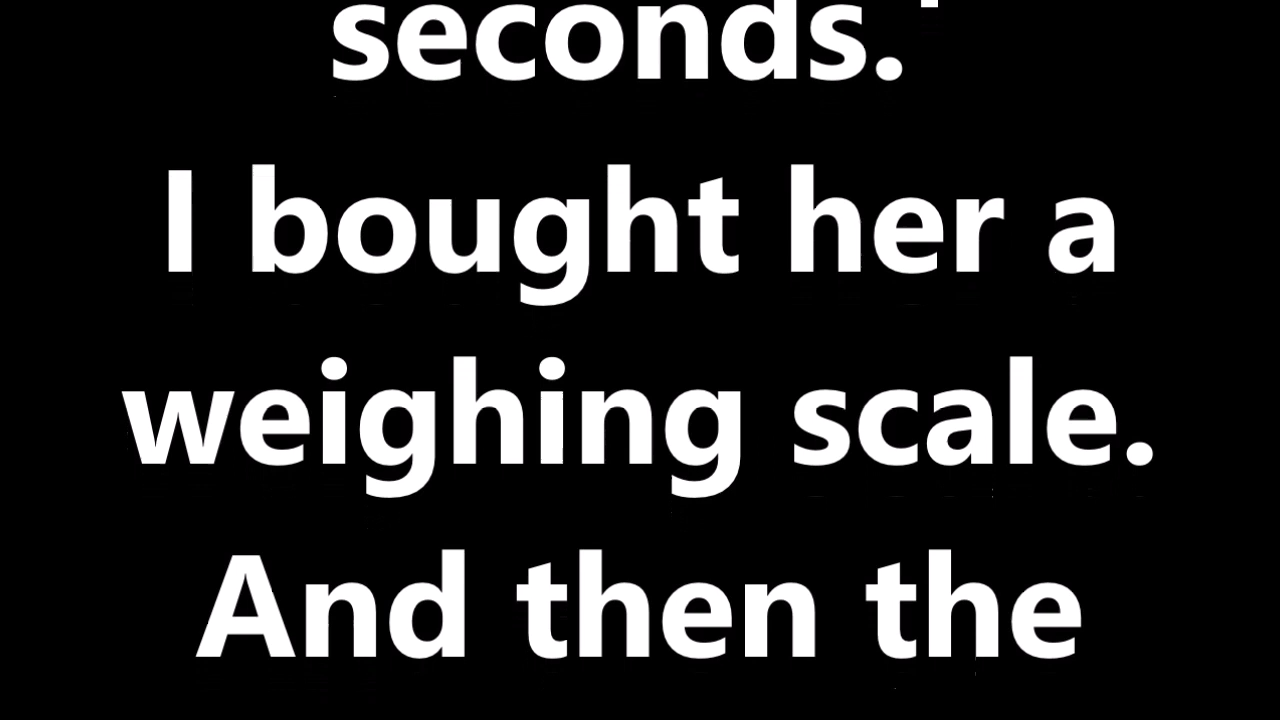 seconds.'
I bought her a
weighing scale.
And then the